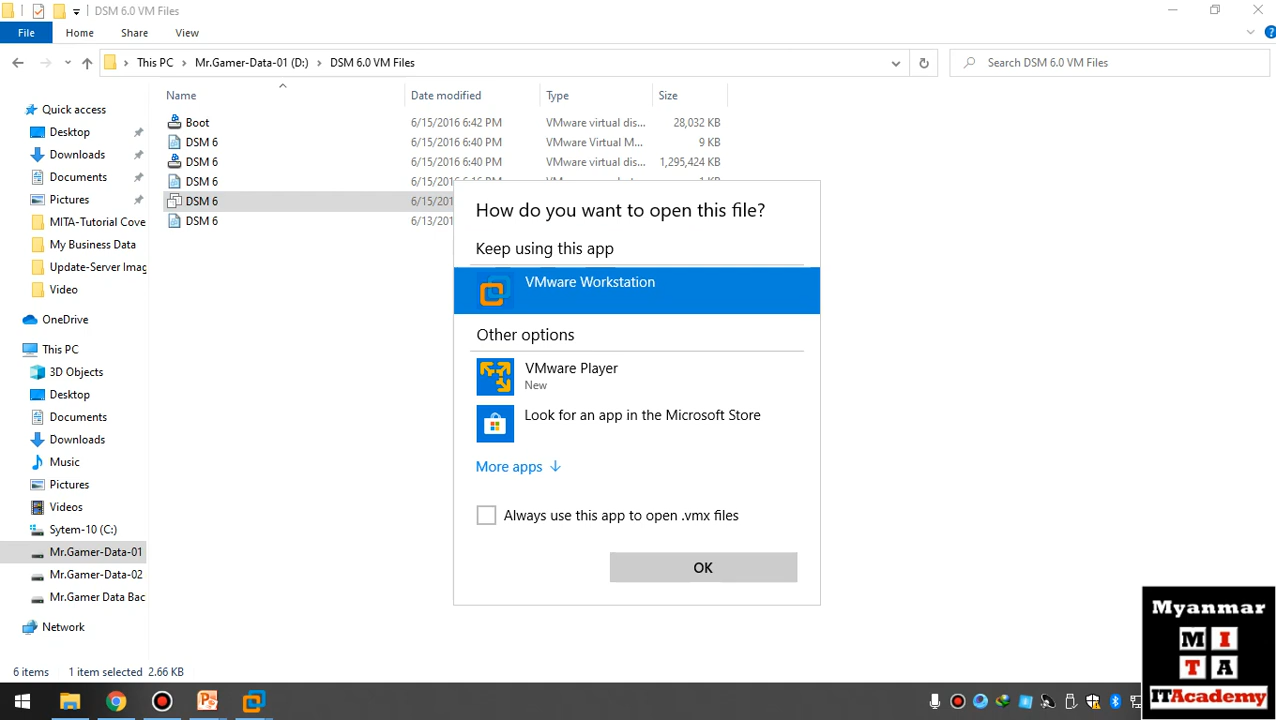 DSM 6.0 VM Files
File Home Share View
This PC Mr.Gamer-Data-01 (D:) DSM 6.0 VM Files
Search DSM 6.0 VM Files
Name Date modified Type Size
Boot 6/15/2016 6:42 PM VMware virtual dis... 28,032 KB
DSM 6 6/15/2016 6:40 PM VMware Virtual M... 9 KB
DSM 6 6/15/2016 6:40 PM VMware virtual dis... 1,295,424 KB
DSM 6
DSM 6 6/15/201
DSM 6 6/13/201
Quick access
Desktop
Downloads
Documents
Pictures
MITA-Tutorial Cove
My Business Data
Update-Server Imag
Video
OneDrive
This PC
3D Objects
Desktop
Documents
Downloads
Music
Pictures
Videos
Sytem-10 (C:)
Mr.Gamer-Data-01
Mr.Gamer-Data-02
Mr.Gamer Data Bac
Network
How do you want to open this file?
Keep using this app
VMware Workstation
Other options
VMware Player
New
Look for an app in the Microsoft Store
More apps
Always use this app to open .vmx files
OK
6 items 1 item selected 2.66 KB
Myanmar
M I
T A
ITAcademy